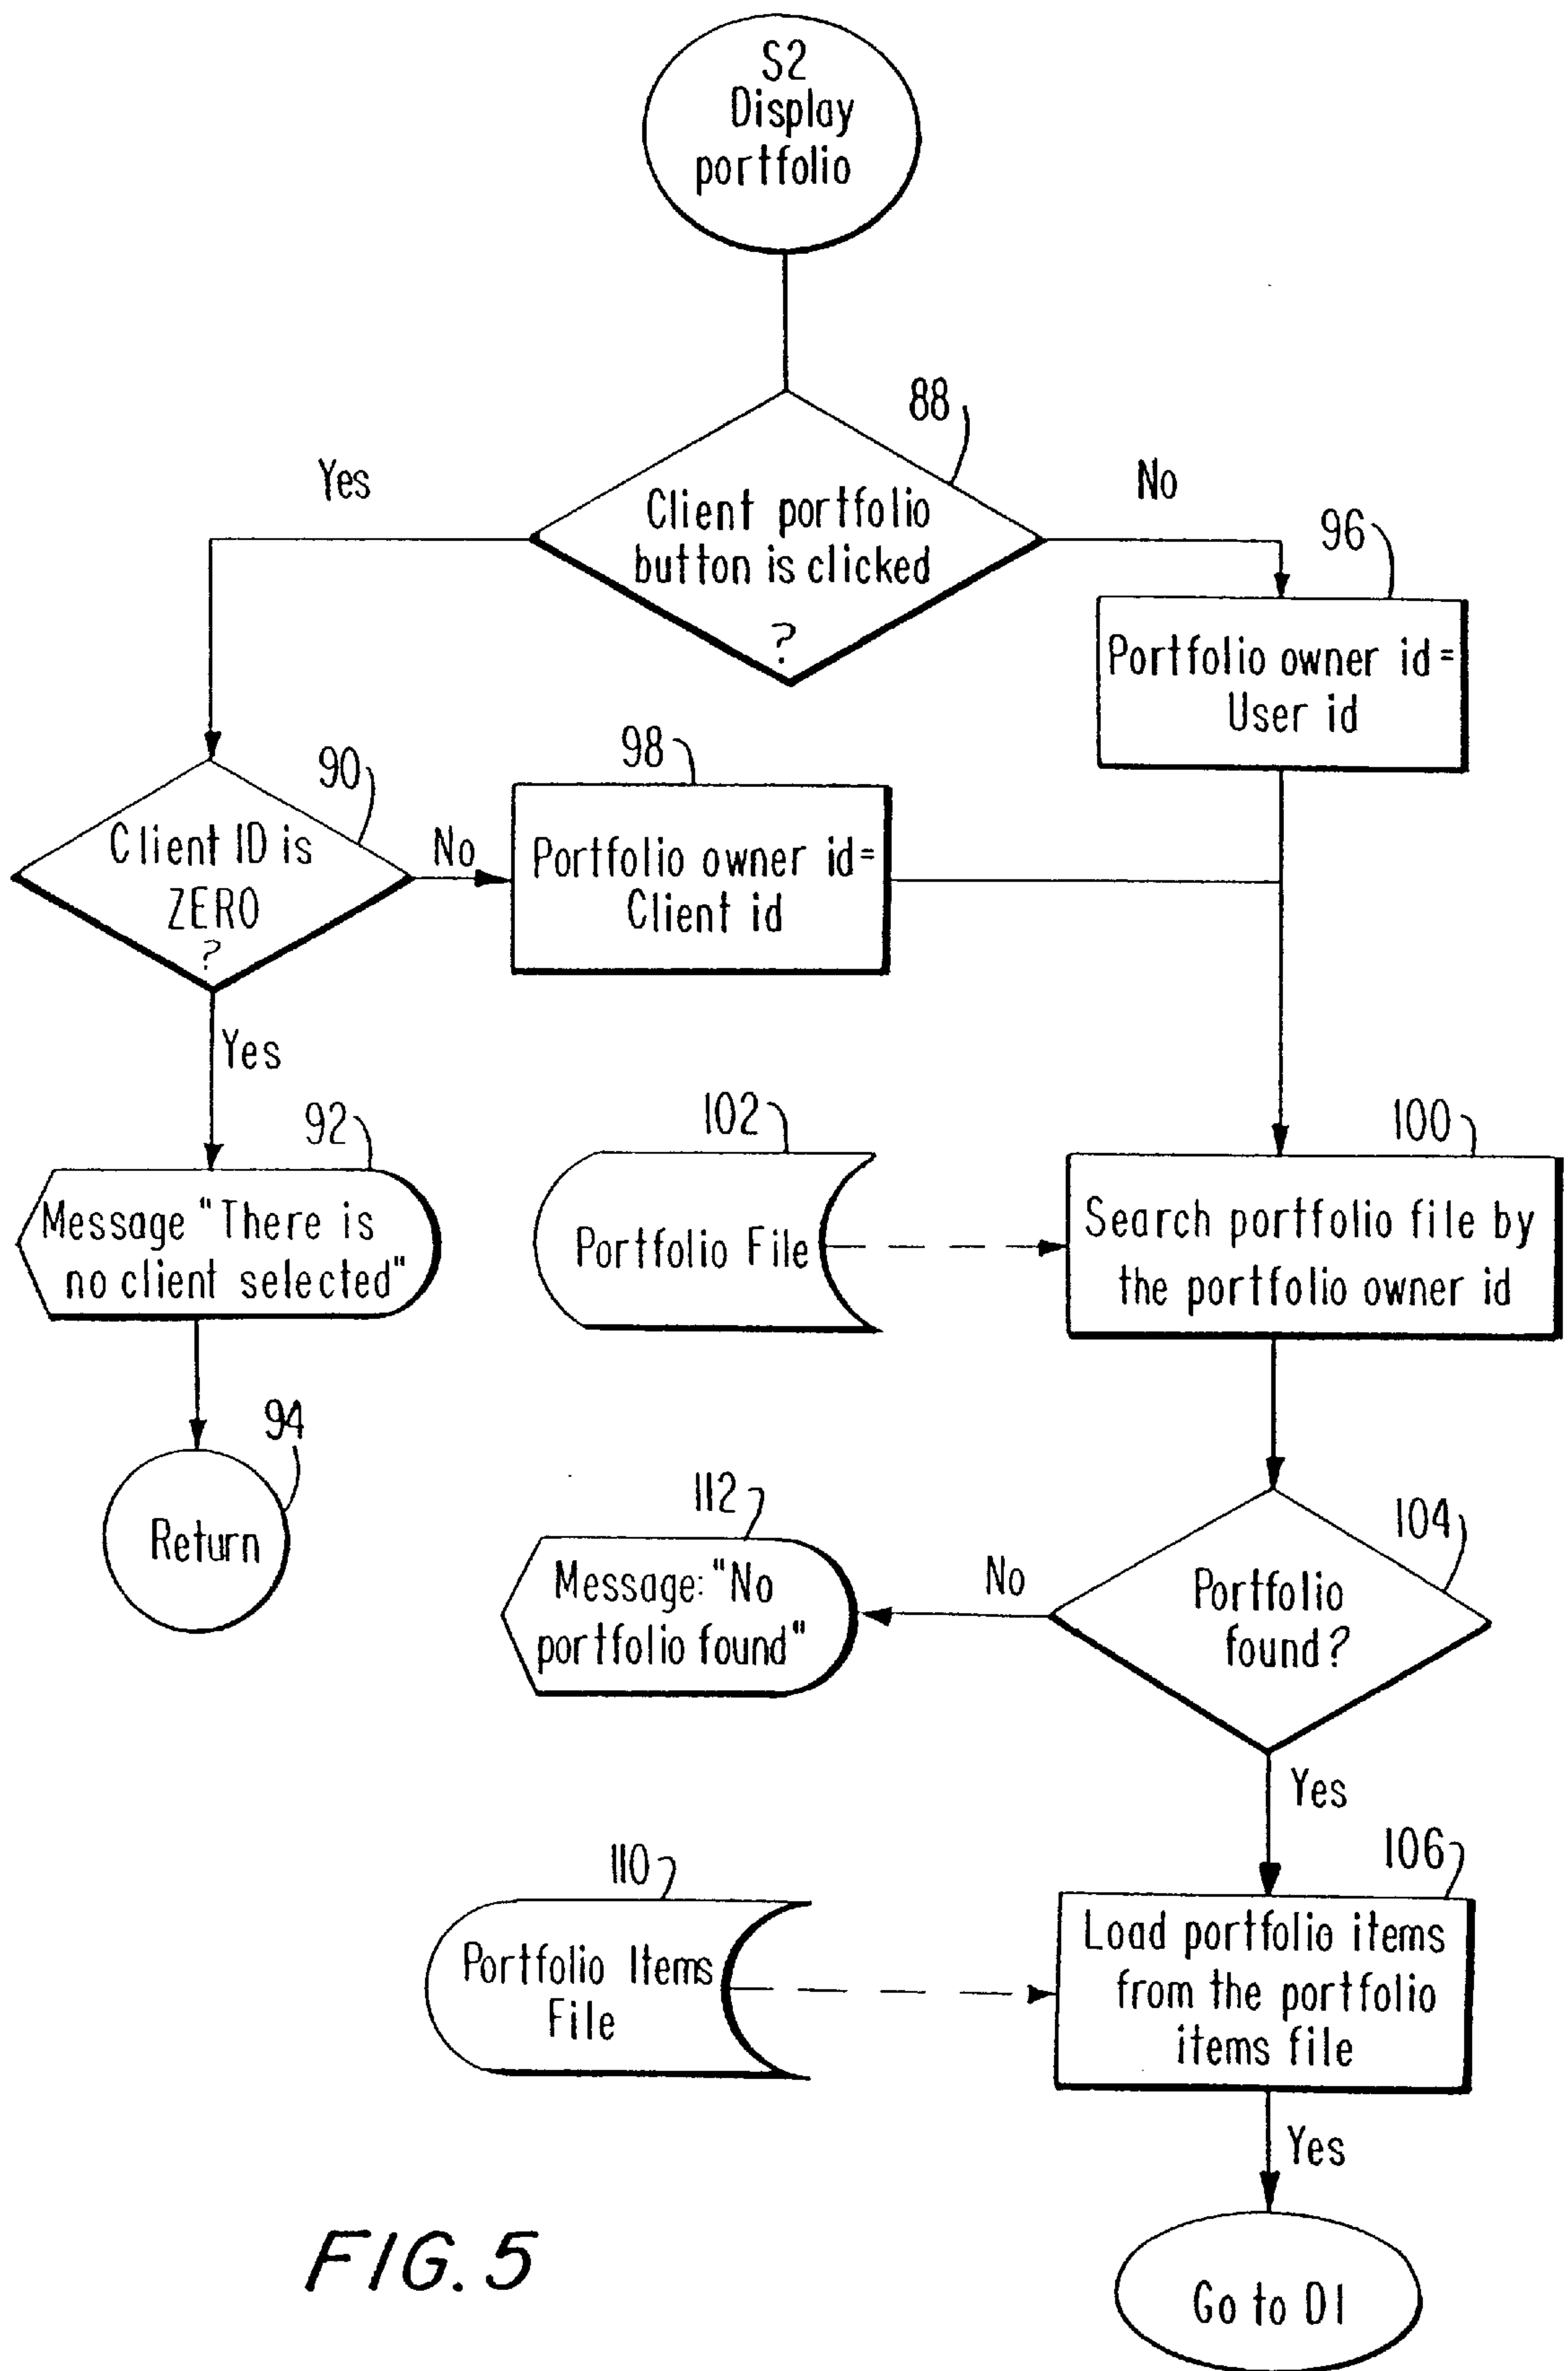 S2
Display
portfolio
88
Yes
No
Client portfolio
button is clicked
?
96
Portfolio owner id=
User id
90
98
Client ID is
ZERO
?
No
Portfolio owner id=
Client id
Yes
92
102
100
Message "There is
no client selected"
Portfolio File
Search portfolio file by
the portfolio owner id
94
Return
112
104
Message: "No
portfolio found"
No
Portfolio
found?
Yes
110
106
Portfolio Items
File
Load portfolio items
from the portfolio
items file
Yes
Go to D1
FIG. 5